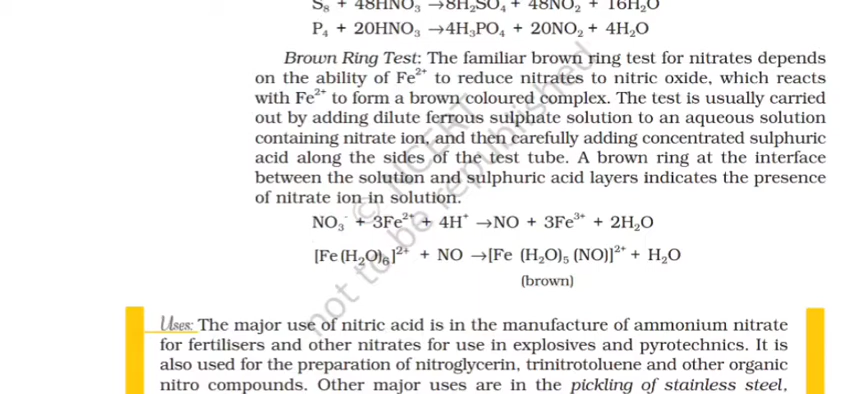 S₈ + 48HNO₃ →8H₂SO₄ + 48NO₂ + 16H₂O
P₄ + 20HNO₃ →4H₃PO₄ + 20NO₂ + 4H₂O
Brown Ring Test: The familiar brown ring test for nitrates depends
on the ability of Fe²⁺ to reduce nitrates to nitric oxide, which reacts
with Fe²⁺ to form a brown coloured complex. The test is usually carried
out by adding dilute ferrous sulphate solution to an aqueous solution
containing nitrate ion, and then carefully adding concentrated sulphuric
acid along the sides of the test tube. A brown ring at the interface
between the solution and sulphuric acid layers indicates the presence
of nitrate ion in solution.
NO₃⁻ + 3Fe²⁺ + 4H⁺ →NO + 3Fe³⁺ + 2H₂O
[Fe (H₂O)₆]²⁺ + NO →[Fe (H₂O)₅ (NO)]²⁺ + H₂O
(brown)
Uses: The major use of nitric acid is in the manufacture of ammonium nitrate
for fertilisers and other nitrates for use in explosives and pyrotechnics. It is
also used for the preparation of nitroglycerin, trinitrotoluene and other organic
nitro compounds. Other major uses are in the pickling of stainless steel,
© NCERT
not to be republished